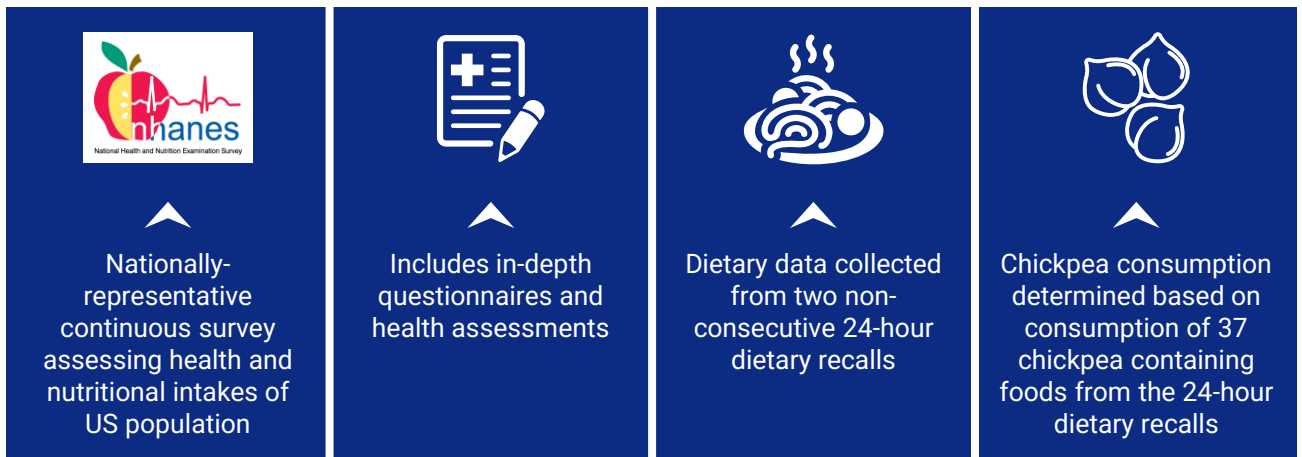 nhanes
National Health and Nutrition Examination Survey
Nationally-
representative
continuous survey
assessing health and
nutritional intakes of
US population
Includes in-depth
questionnaires and
health assessments
Dietary data collected
from two non-
consecutive 24-hour
dietary recalls
Chickpea consumption
determined based on
consumption of 37
chickpea containing
foods from the 24-hour
dietary recalls